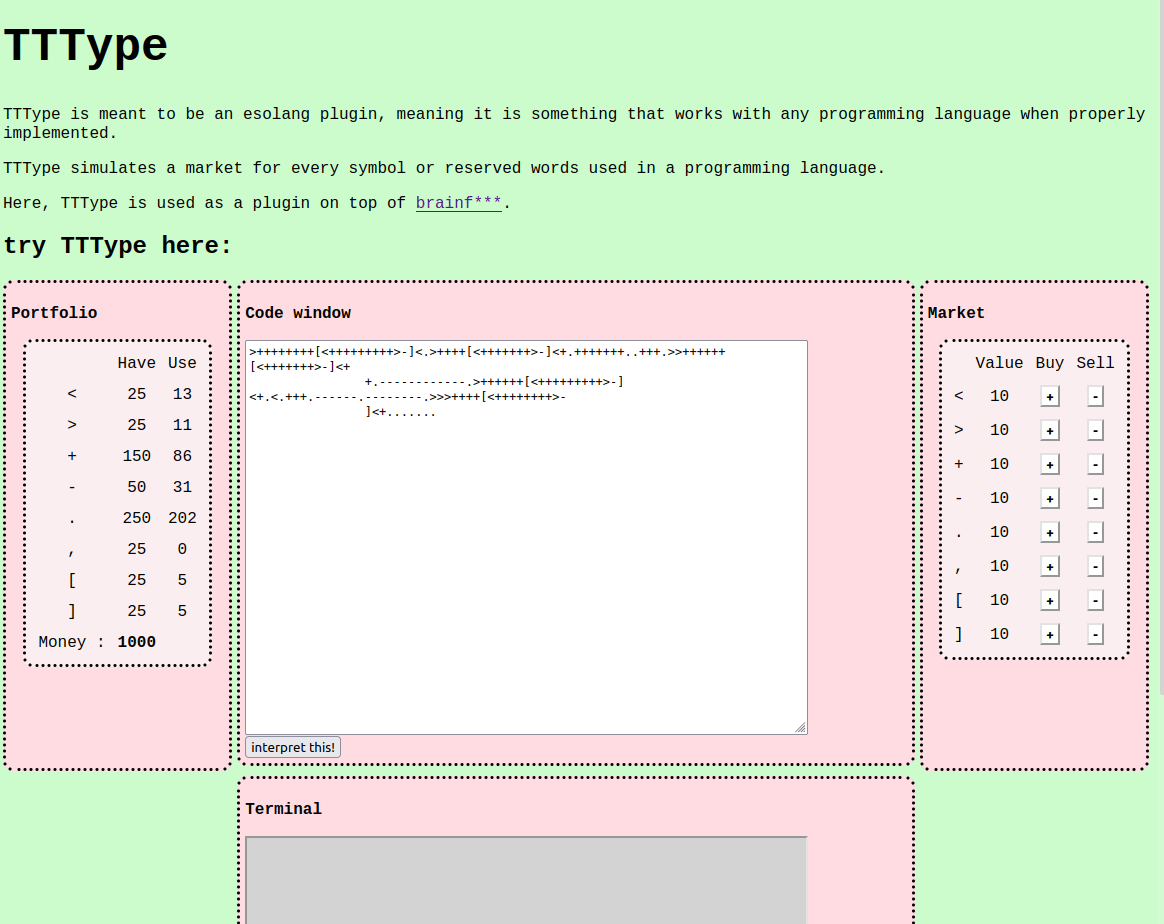 TTType
TTType is meant to be an esolang plugin, meaning it is something that works with any programming language when properly
implemented.
TTType simulates a market for every symbol or reserved words used in a programming language.
Here, TTType is used as a plugin on top of brainf***.
try TTType here:
Portfolio
Have Use
< 25 13
> 25 11
+ 150 86
- 50 31
. 250 202
, 25 0
[ 25 5
] 25 5
Money : 1000
Code window
>++++++++[<+++++++++>-]<.>++++[<+++++++>-]<+.+++++++..+++.>>++++++
[<+++++++>-]<+
+.------------.>++++++[<+++++++++>-]
<+.<.+++.------.--------.>>>++++[<++++++++>-
]<+.......
interpret this!
Market
Value Buy Sell
< 10 + -
> 10 + -
+ 10 + -
- 10 + -
. 10 + -
, 10 + -
[ 10 + -
] 10 + -
Terminal